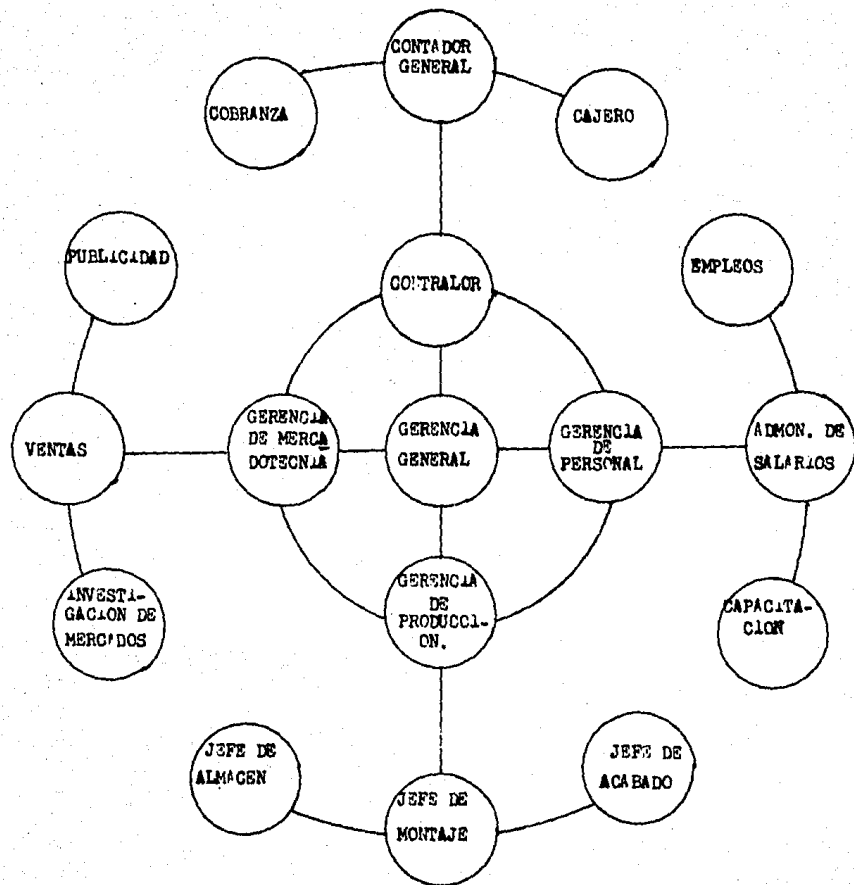 CONTADOR
GENERAL
COBRANZA
CAJERO
PUBLICIDAD
EMPLEOS
CONTRALOR
VENTAS
GERENCIA
DE MERCA
DOTECNIA
GERENCIA
GENERAL
GERENCIA
DE
PERSONAL
ADMON. DE
SALARIOS
INVESTI-
GACION DE
MERCADOS
GERENCIA
DE
PRODUCCI-
ON.
CAPACITA-
CION
JEFE DE
ALMACEN
JEFE DE
MONTAJE
JEFE DE
ACABADO